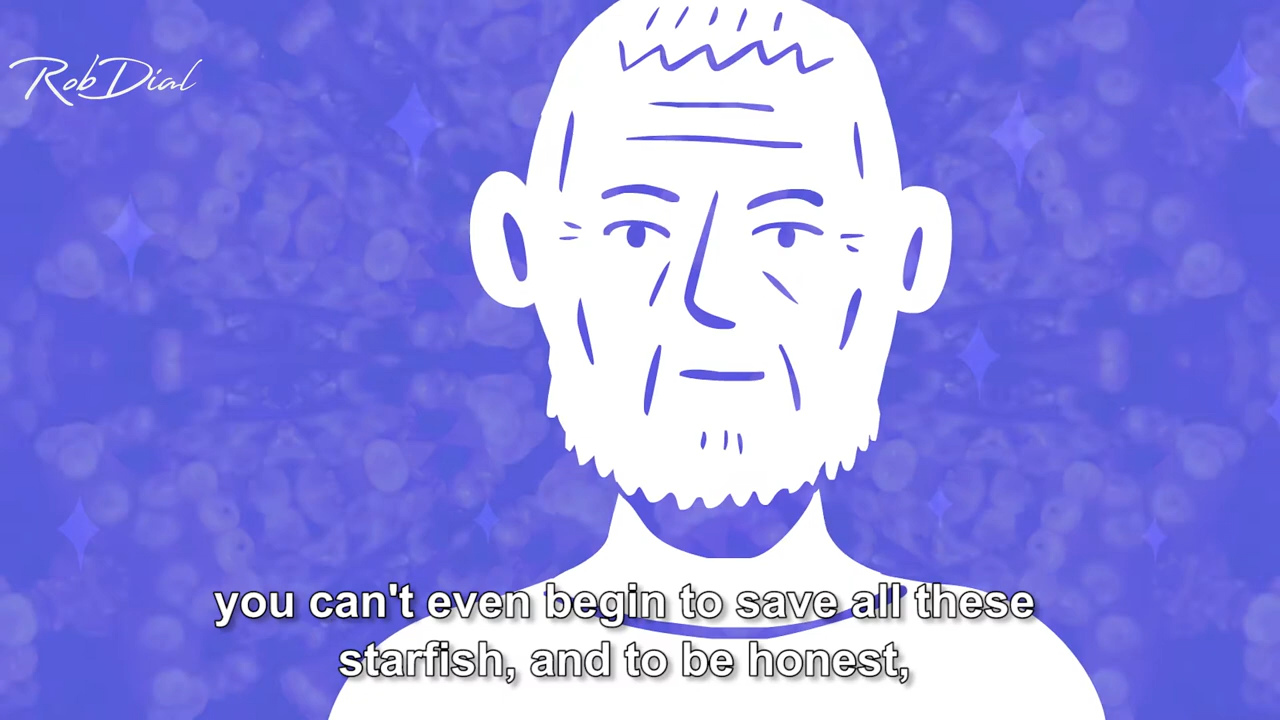 Rob Dial
you can't even begin to save all these
starfish, and to be honest,